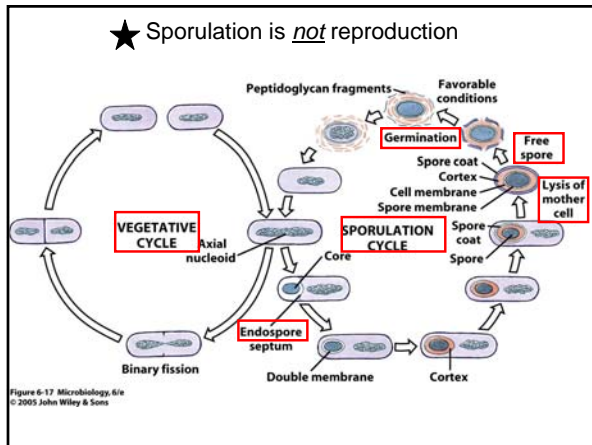 ★ Sporulation is not reproduction
Peptidoglycan fragments
Favorable
conditions
Germination
Free
spore
Spore coat
Cortex
Cell membrane
Spore membrane
Lysis of
mother
cell
VEGETATIVE
CYCLE
Axial
nucleoid
SPORULATION
CYCLE
Spore
coat
Spore
Core
Endospore
septum
Binary fission
Double membrane
Cortex
Figure 6-17 Microbiology, 6/e
© 2005 John Wiley & Sons